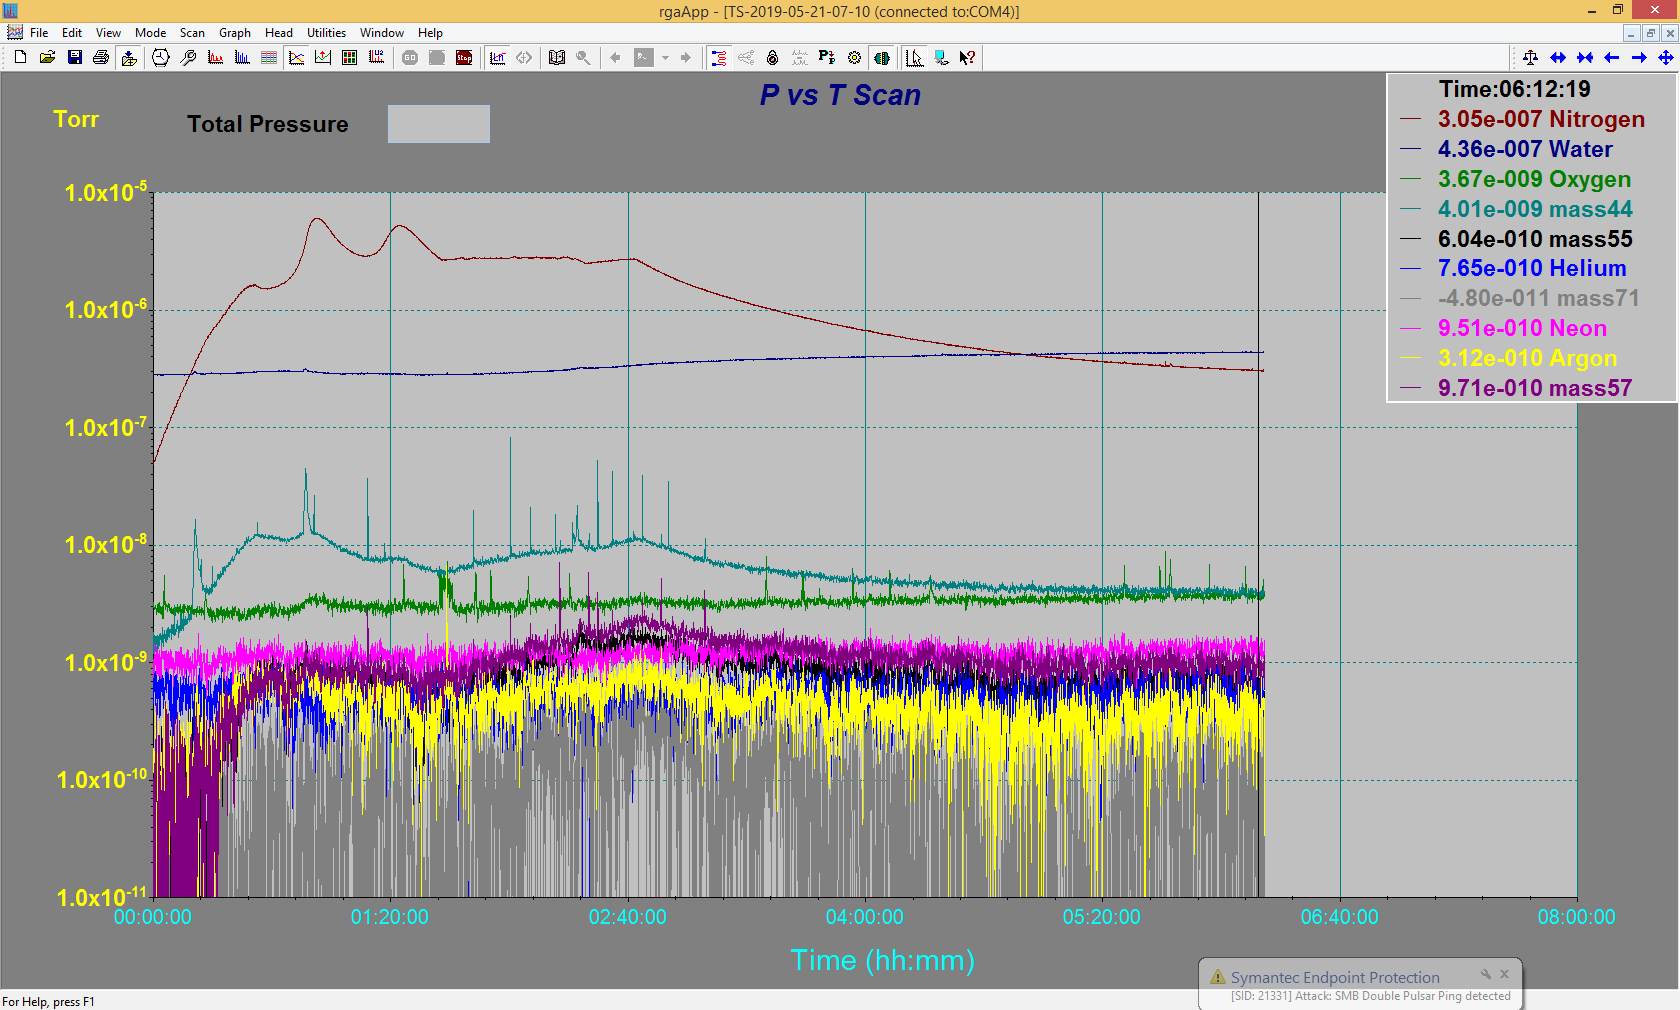 rgaApp - [TS-2019-05-21-07-10 (connected to:COM4)]
File Edit View Mode Scan Graph Head Utilities Window Help
GO Stop
P vs T Scan
Torr
Total Pressure
Time:06:12:19
3.05e-007 Nitrogen
4.36e-007 Water
3.67e-009 Oxygen
4.01e-009 mass44
6.04e-010 mass55
7.65e-010 Helium
-4.80e-011 mass71
9.51e-010 Neon
3.12e-010 Argon
9.71e-010 mass57
1.0x10-5
1.0x10-6
1.0x10-7
1.0x10-8
1.0x10-9
1.0x10-10
1.0x10-11
00:00:00 01:20:00 02:40:00 04:00:00 05:20:00 06:40:00 08:00:00
Time (hh:mm)
Symantec Endpoint Protection
[SID: 21331] Attack: SMB Double Pulsar Ping detected
For Help, press F1